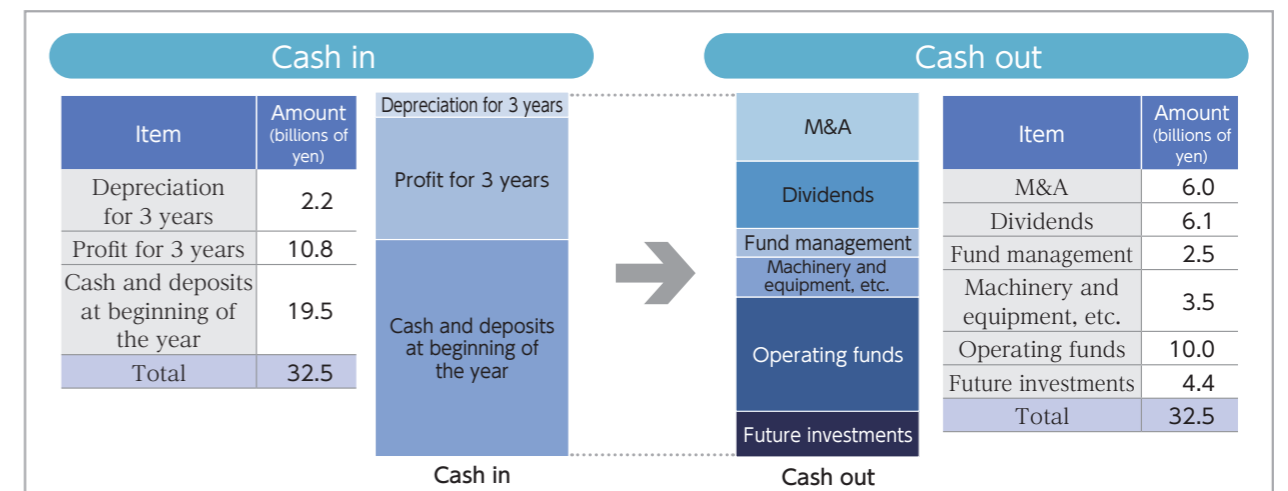 Cash in
Cash out
Item
Amount
(billions of
yen)
Depreciation
for 3 years
2.2
Profit for 3 years
10.8
Cash and deposits
at beginning of
the year
19.5
Total
32.5
Depreciation for 3 years
Profit for 3 years
Cash and deposits
at beginning of
the year
Cash in
M&A
Dividends
Fund management
Machinery and
equipment, etc.
Operating funds
Future investments
Cash out
Item
Amount
(billions of
yen)
M&A
6.0
Dividends
6.1
Fund management
2.5
Machinery and
equipment, etc.
3.5
Operating funds
10.0
Future investments
4.4
Total
32.5